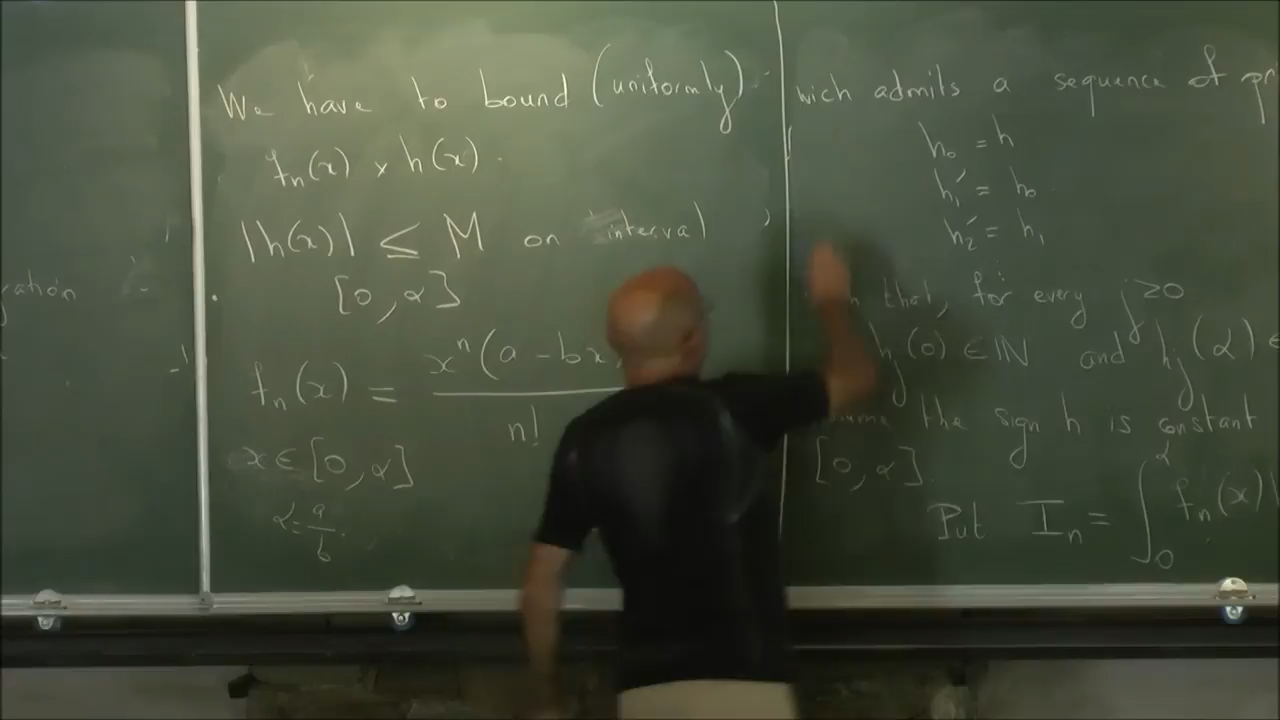 We have to bound (uniformly)
fn(x) × h(x).
|h(x)| ≤ M on interval
[0, α]
fn(x) = x^n (a - bx
n!
x ∈ [0, α]
α = a/b.
wich admits a sequence of pr
h₀ = h
h₁' = h₀
h₂' = h₁
that, for every j ≥ 0
hj(0) ∈ ℕ and hj(α) ∈
the sign h is constant
[0, α].
Put In = ∫₀^α fn(x)